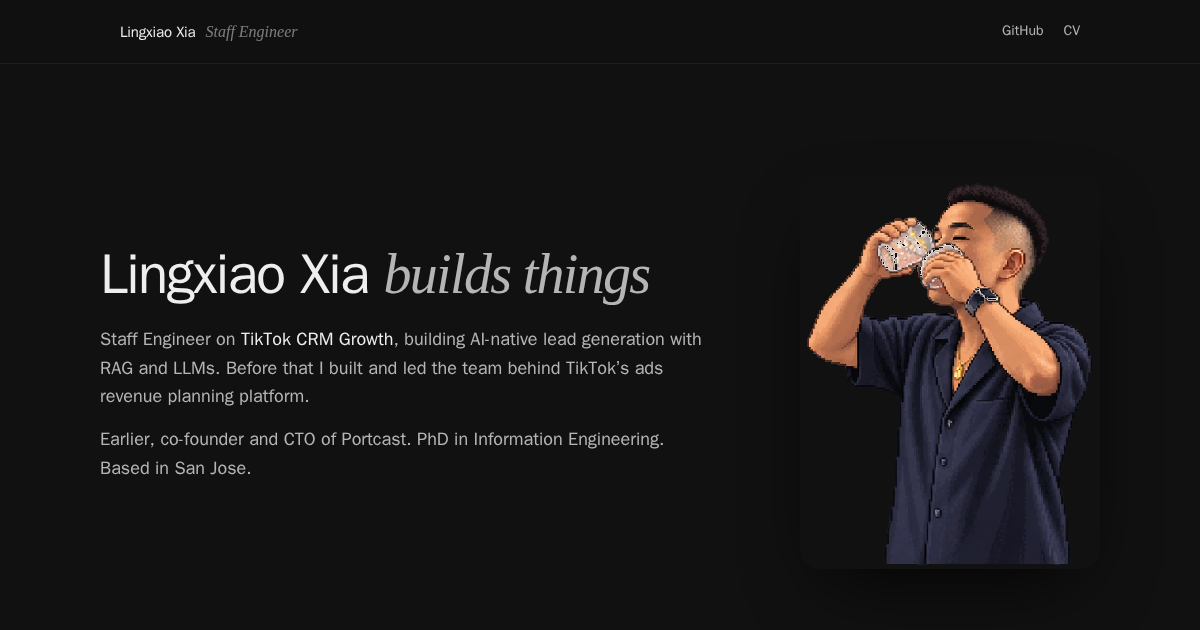 Lingxiao Xia Staff Engineer
GitHub CV
Lingxiao Xia builds things
Staff Engineer on TikTok CRM Growth, building AI-native lead generation with
RAG and LLMs. Before that I built and led the team behind TikTok’s ads
revenue planning platform.
Earlier, co-founder and CTO of Portcast. PhD in Information Engineering.
Based in San Jose.